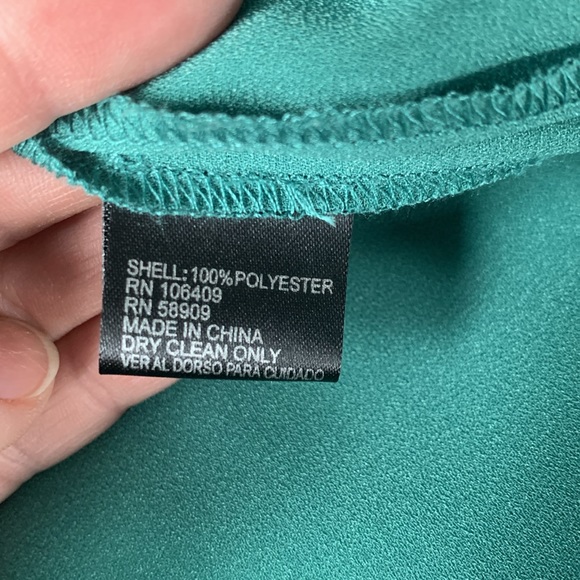 SHELL: 100% POLYESTER
RN 106409
RN 58909
MADE IN CHINA
DRY CLEAN ONLY
VER AL DORSO PARA CUIDADO